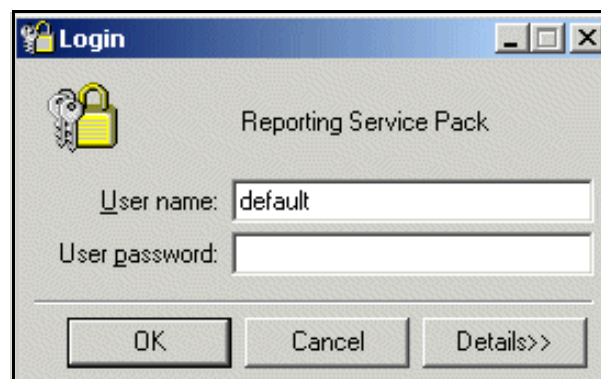 Login
Reporting Service Pack
User name: default
User password:
OK Cancel Details>>